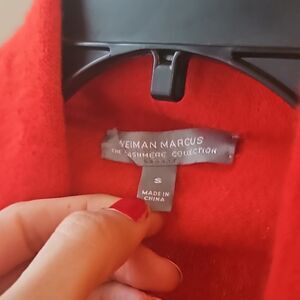 NEIMAN MARCUS
THE CASHMERE COLLECTION
S
MADE IN
CHINA